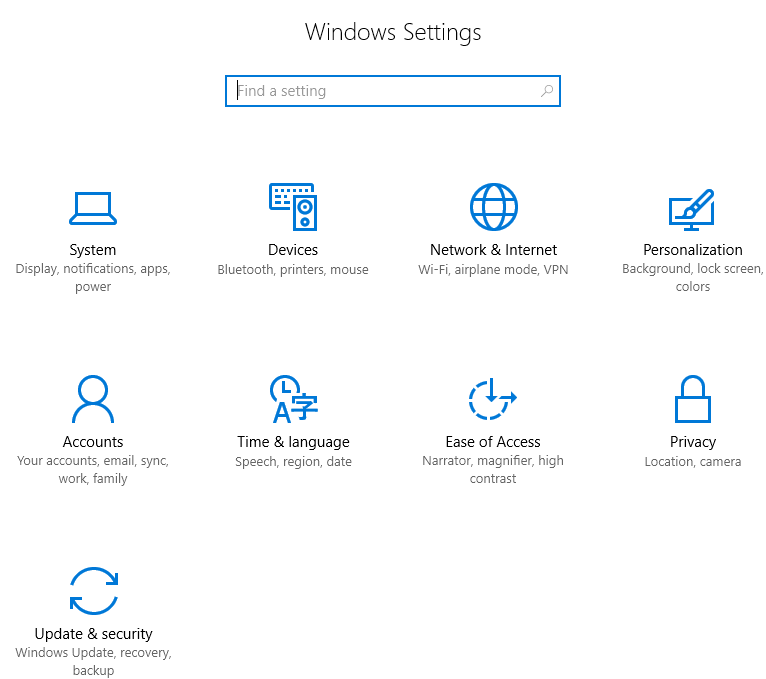 Windows Settings
Find a setting
System
Display, notifications, apps,
power
Devices
Bluetooth, printers, mouse
Network & Internet
Wi-Fi, airplane mode, VPN
Personalization
Background, lock screen,
colors
Accounts
Your accounts, email, sync,
work, family
A字
Time & language
Speech, region, date
Ease of Access
Narrator, magnifier, high
contrast
Privacy
Location, camera
Update & security
Windows Update, recovery,
backup